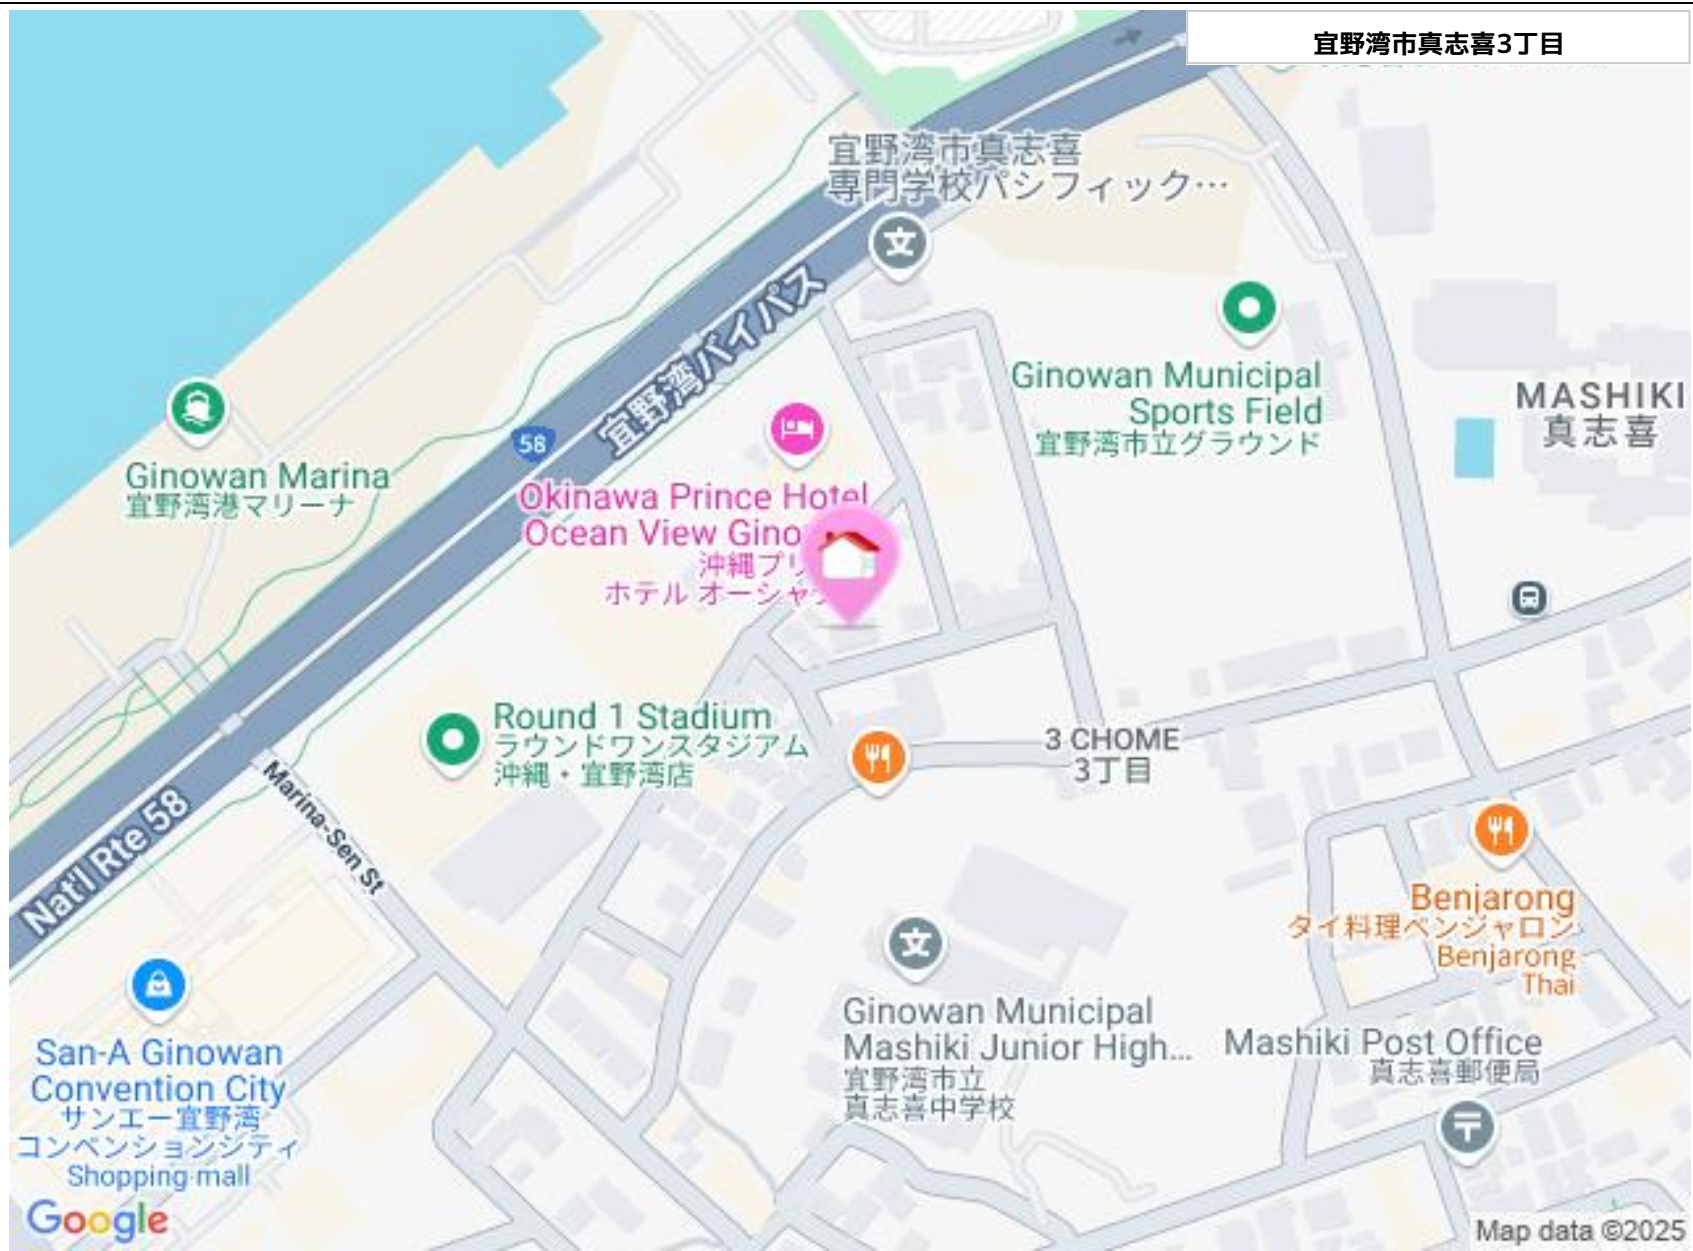 宜野湾市真志喜3丁目
宜野湾市真志喜
専門学校パシフィック…
宜野湾バイパス
58
Ginowan Municipal
Sports Field
宜野湾市立グラウンド
MASHIKI
真志喜
Ginowan Marina
宜野湾港マリーナ
Okinawa Prince Hotel
Ocean View Gino
沖縄プリ
ホテル オーシャ
Round 1 Stadium
ラウンドワンスタジアム
沖縄・宜野湾店
3 CHOME
3丁目
Marina-Sen St
Nat'l Rte 58
Benjarong
タイ料理ベンジャロン
Benjarong
Thai
San-A Ginowan
Convention City
サンエー宜野湾
コンベンションシティ
Shopping mall
Ginowan Municipal
Mashiki Junior High...
宜野湾市立
真志喜中学校
Mashiki Post Office
真志喜郵便局
Google
Map data ©2025